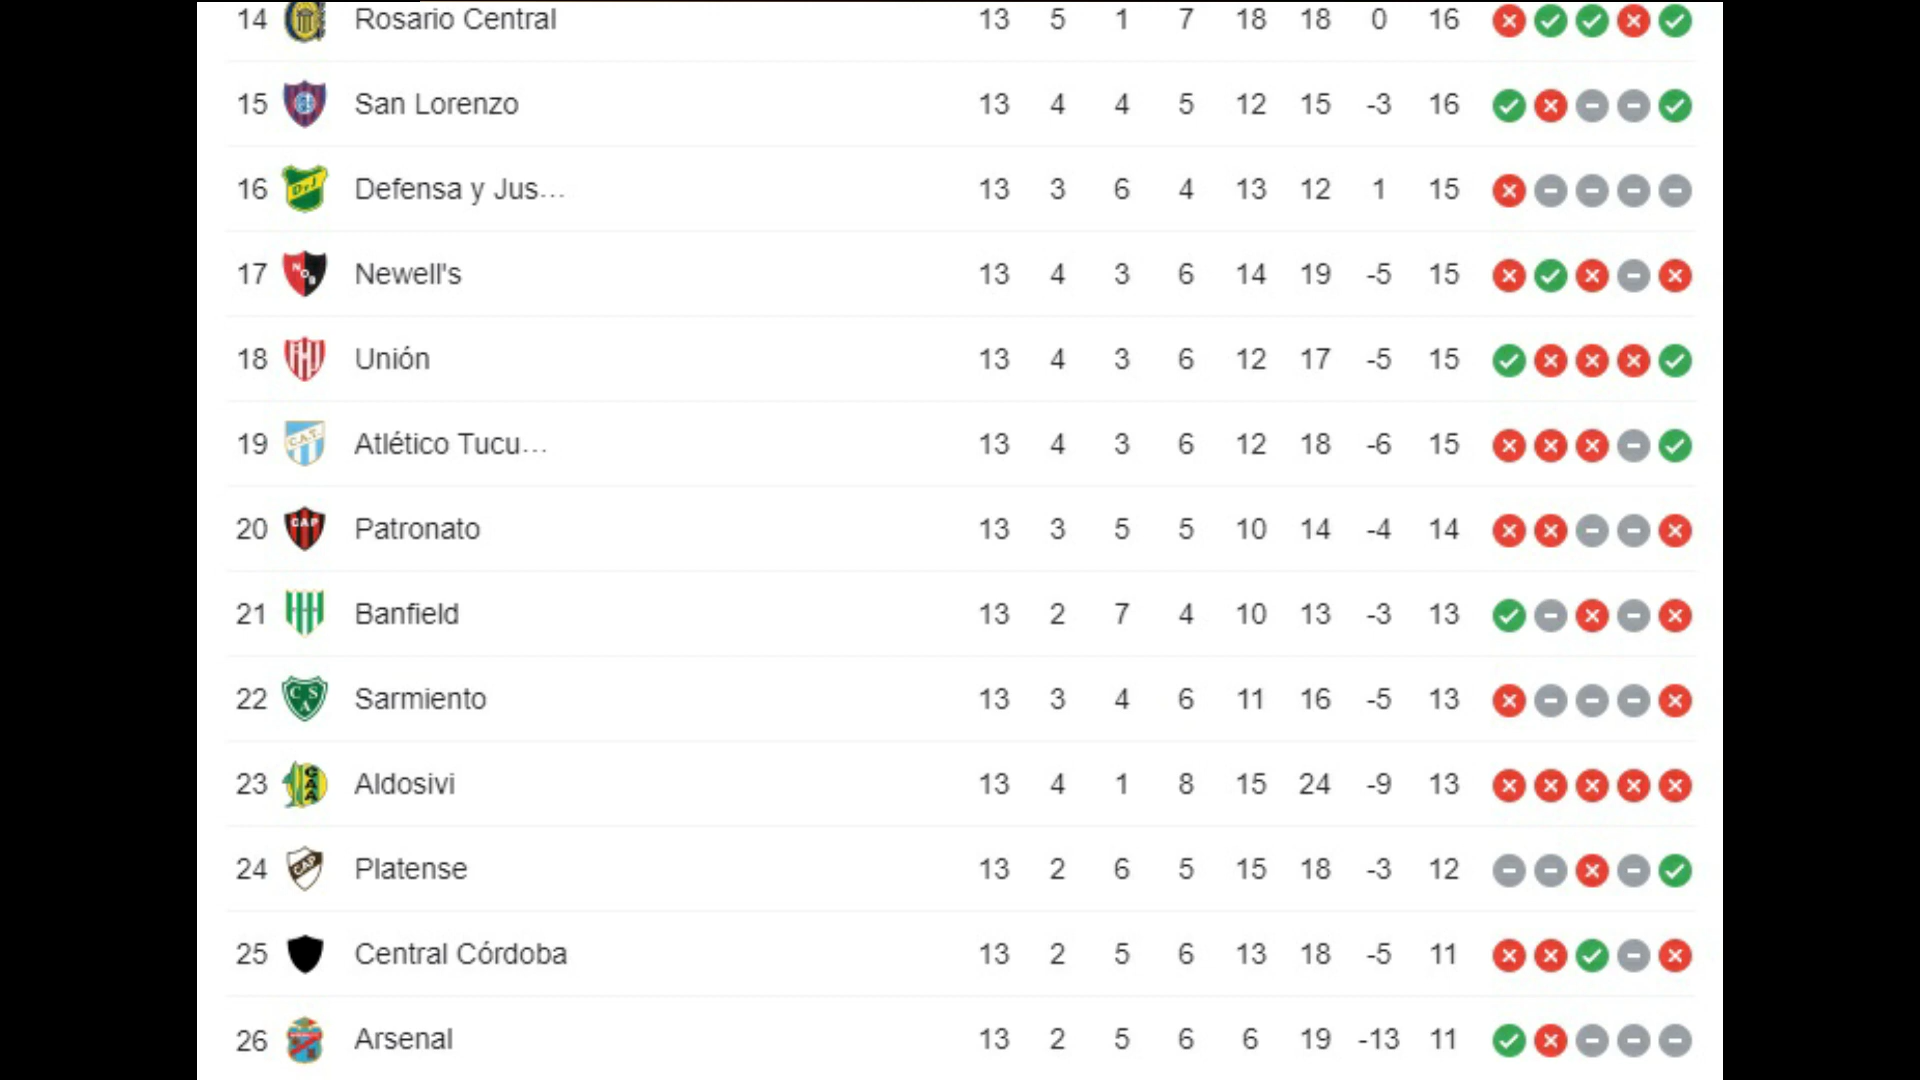 14 Rosario Central 13 5 1 7 18 18 0 16
15 San Lorenzo 13 4 4 5 12 15 -3 16
16 DyJ Defensa y Jus... 13 3 6 4 13 12 1 15
17 NOB Newell's 13 4 3 6 14 19 -5 15
18 Unión 13 4 3 6 12 17 -5 15
19 C.A.T. Atlético Tucu... 13 4 3 6 12 18 -6 15
20 CAP Patronato 13 3 5 5 10 14 -4 14
21 Banfield 13 2 7 4 10 13 -3 13
22 CSA Sarmiento 13 3 4 6 11 16 -5 13
23 CAA Aldosivi 13 4 1 8 15 24 -9 13
24 CAP Platense 13 2 6 5 15 18 -3 12
25 Central Córdoba 13 2 5 6 13 18 -5 11
26 Arsenal 13 2 5 6 6 19 -13 11